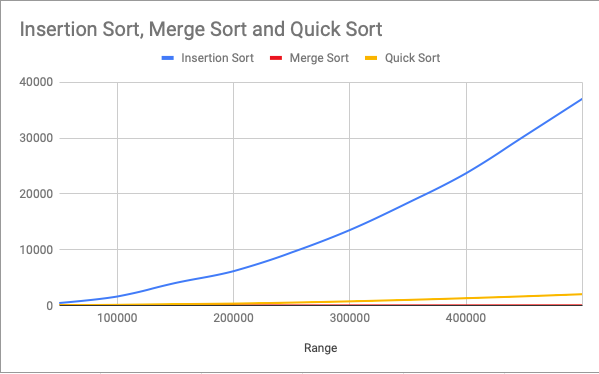 Insertion Sort, Merge Sort and Quick Sort
Insertion Sort Merge Sort Quick Sort
40000
30000
20000
10000
0
100000 200000 300000 400000
Range